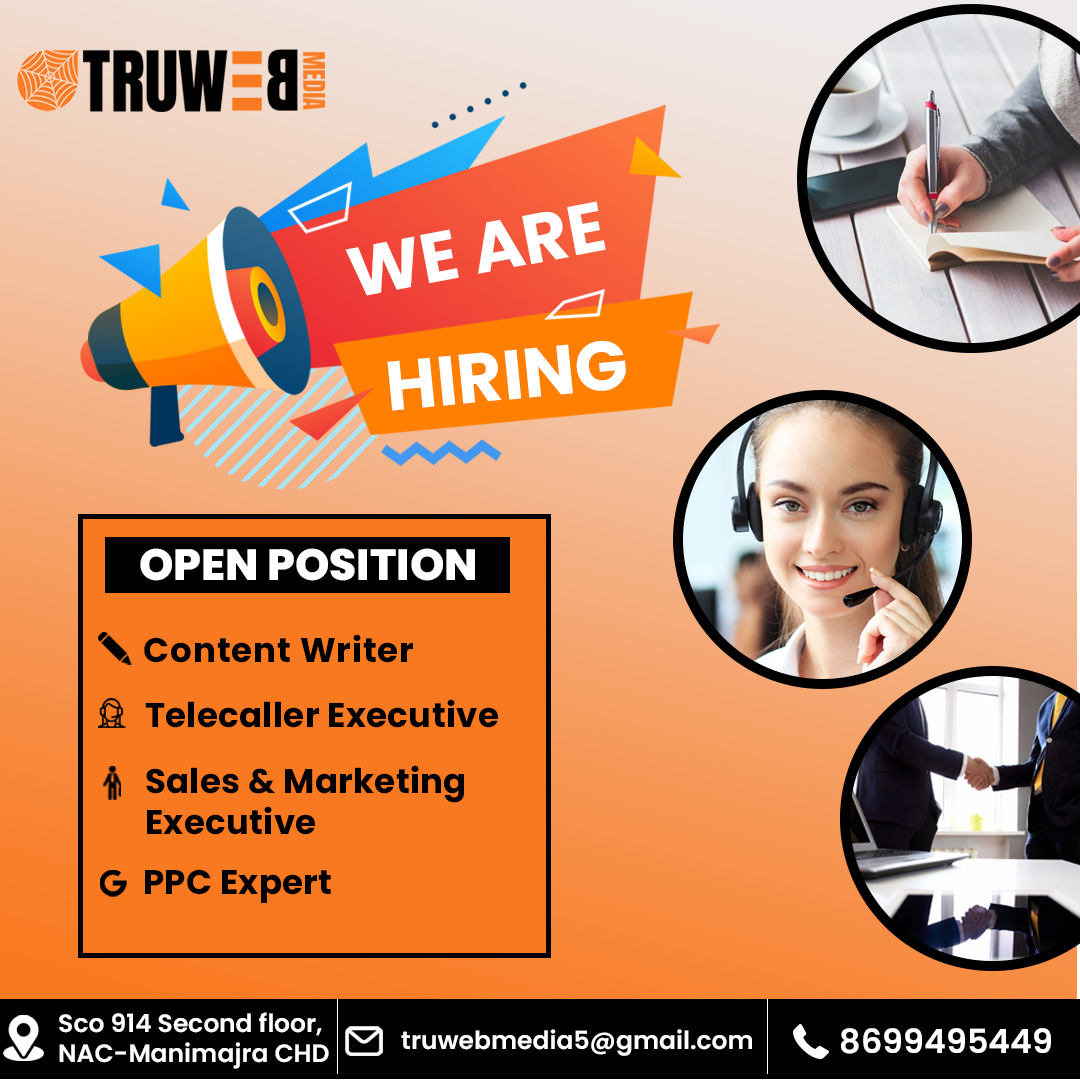 TRUWEB MEDIA
WE ARE
HIRING
OPEN POSITION
Content Writer
Telecaller Executive
Sales & Marketing
Executive
PPC Expert
Sco 914 Second floor,
NAC-Manimajra CHD
truwebmedia5@gmail.com
8699495449